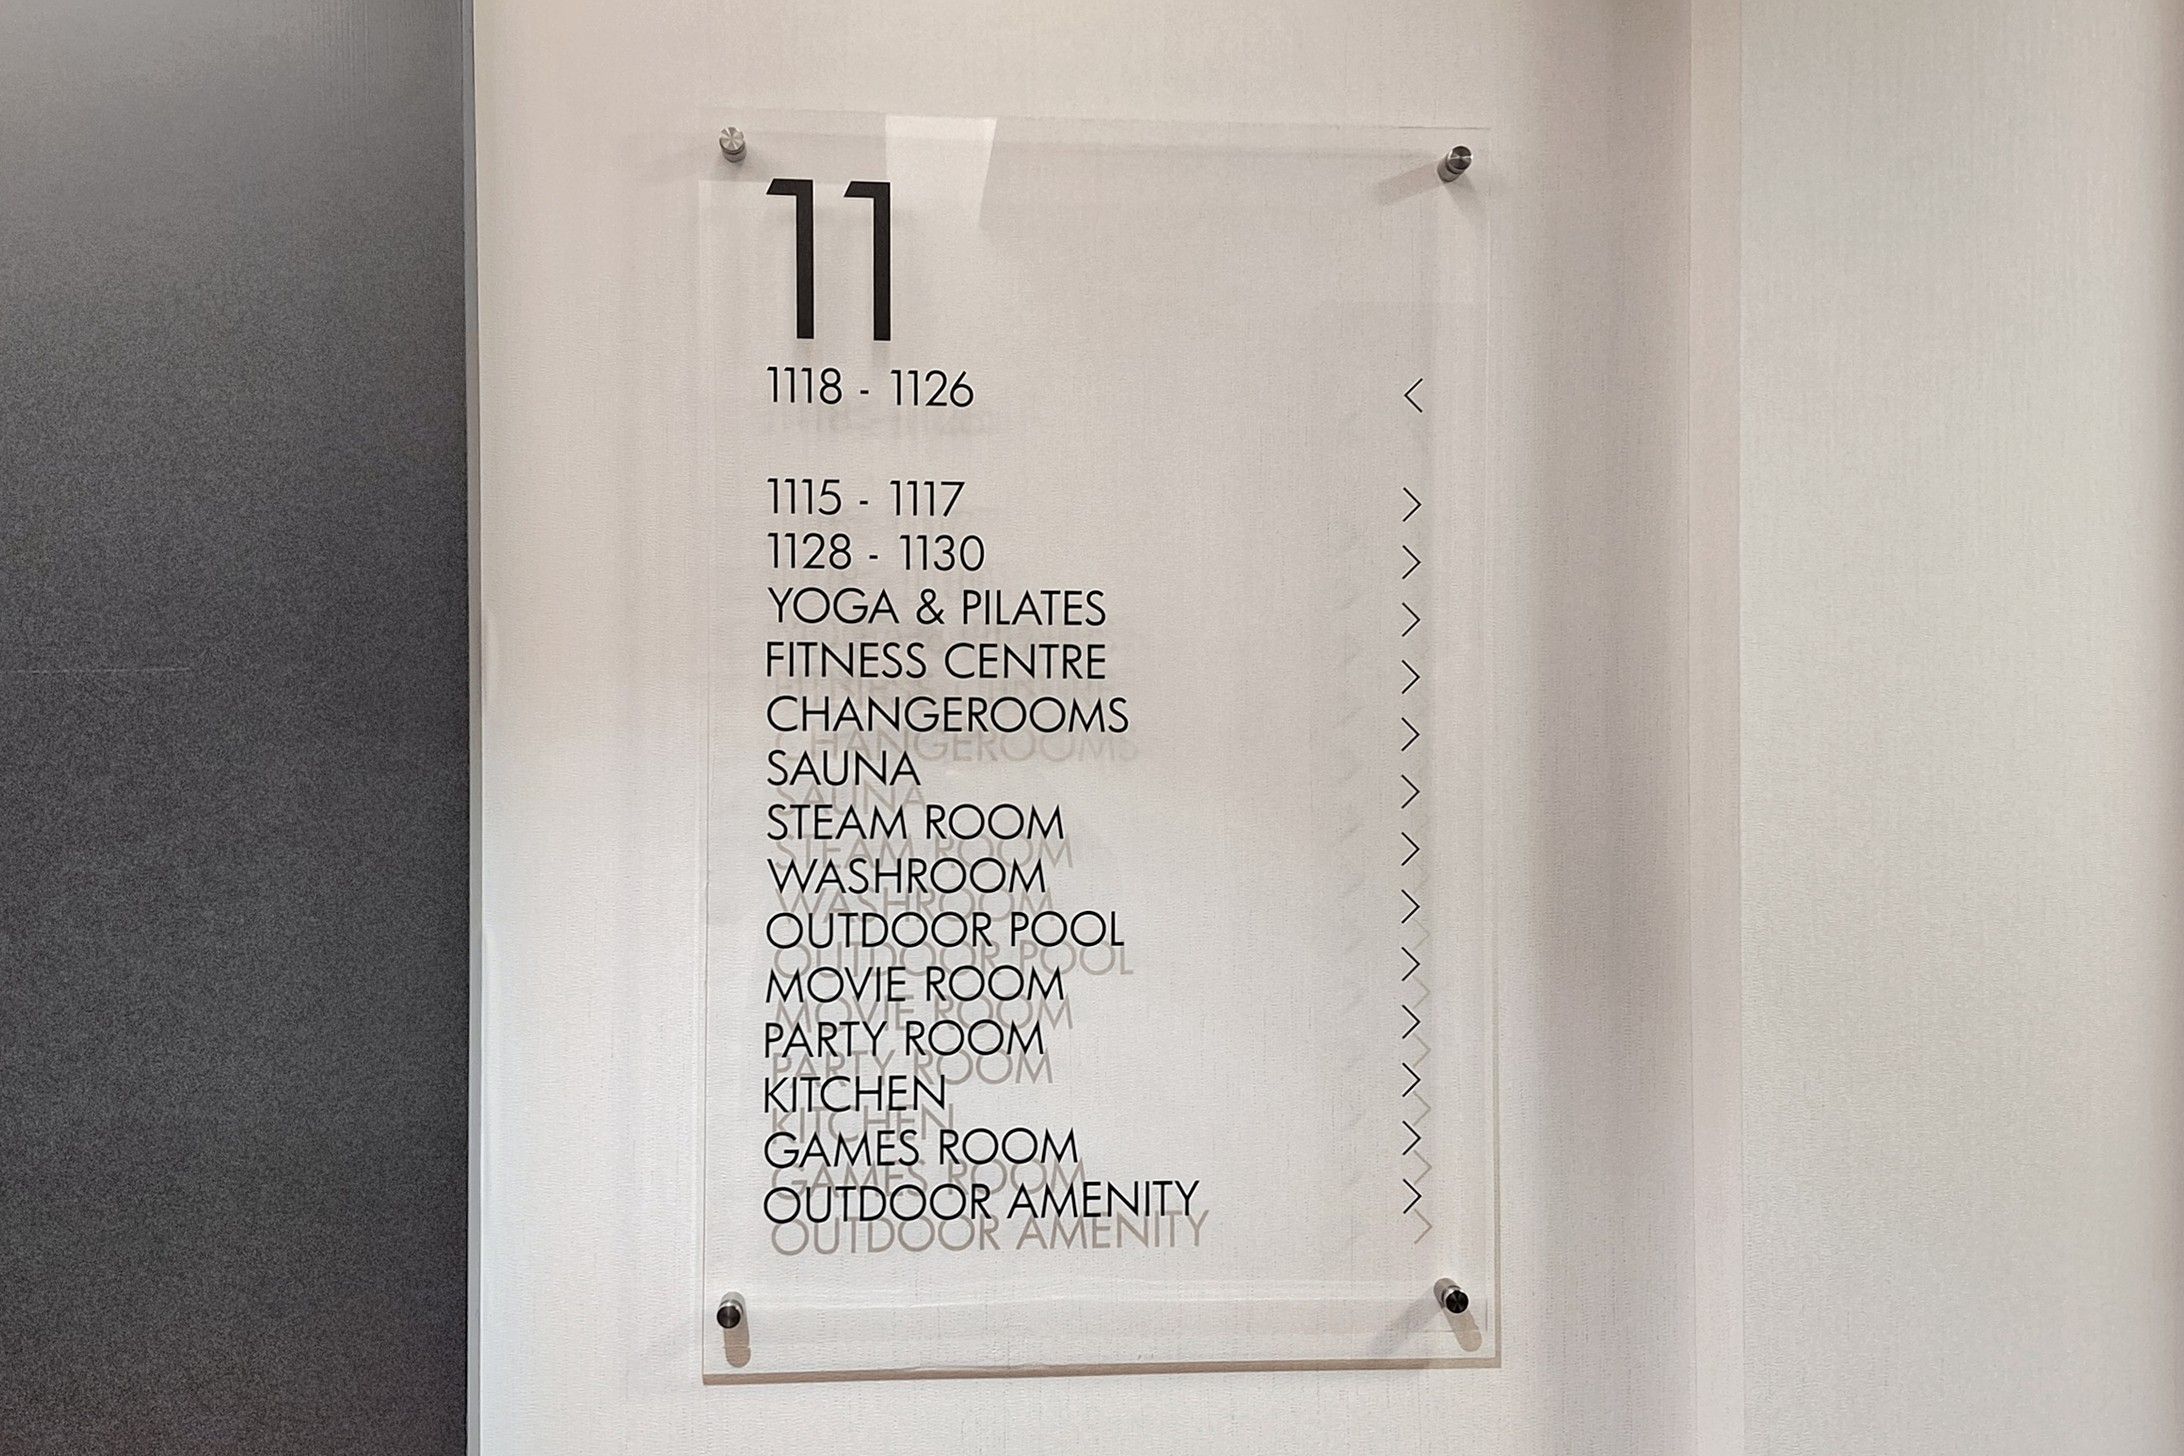 11
1118 - 1126 <
1115 - 1117 >
1128 - 1130 >
YOGA & PILATES >
FITNESS CENTRE >
CHANGEROOMS >
SAUNA >
STEAM ROOM >
WASHROOM >
OUTDOOR POOL >
MOVIE ROOM >
PARTY ROOM >
KITCHEN >
GAMES ROOM >
OUTDOOR AMENITY >